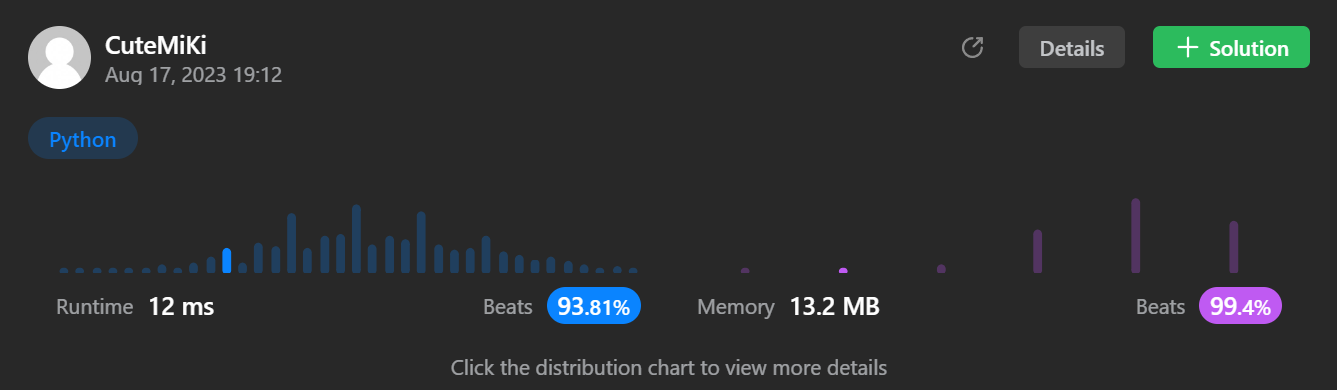 CuteMiKi
Aug 17, 2023 19:12
Details
+ Solution
Python
Runtime 12 ms
Beats 93.81%
Memory 13.2 MB
Beats 99.4%
Click the distribution chart to view more details